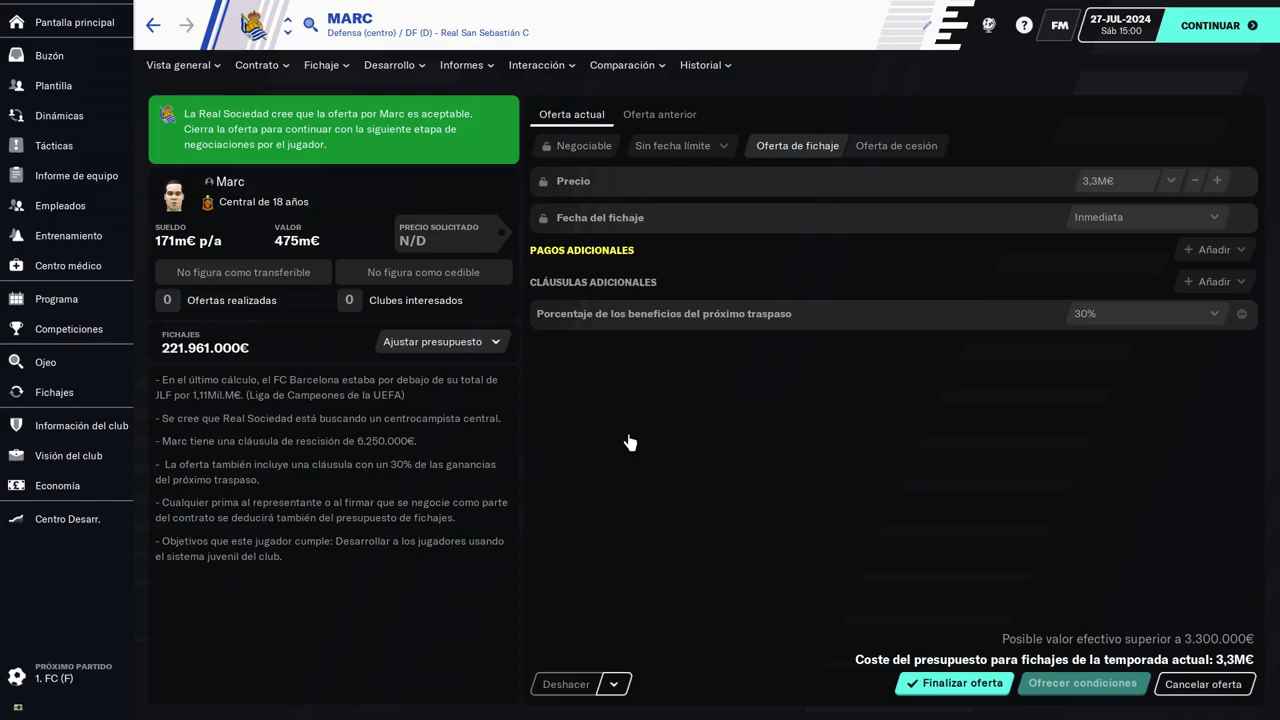 Pantalla principal
Buzón
Plantilla
Dinámicas
Tácticas
Informe de equipo
Empleados
Entrenamiento
Centro médico
Programa
Competiciones
Ojeo
Fichajes
Información del club
Visión del club
Economía
Centro Desarr.
PRÓXIMO PARTIDO
1. FC (F)
MARC
Defensa (centro) / DF (D) - Real San Sebastián C
FM
27-JUL-2024
Sáb 15:00
CONTINUAR
Vista general
Contrato
Fichaje
Desarrollo
Informes
Interacción
Comparación
Historial
La Real Sociedad cree que la oferta por Marc es aceptable.
Cierra la oferta para continuar con la siguiente etapa de
negociaciones por el jugador.
Marc
Central de 18 años
SUELDO
171m€ p/a
VALOR
475m€
PRECIO SOLICITADO
N/D
No figura como transferible
No figura como cedible
0 Ofertas realizadas
0 Clubes interesados
FICHAJES
221.961.000€
Ajustar presupuesto
- En el último cálculo, el FC Barcelona estaba por debajo de su total de
JLF por 1,11Mil.M€. (Liga de Campeones de la UEFA)
- Se cree que Real Sociedad está buscando un centrocampista central.
- Marc tiene una cláusula de rescisión de 6.250.000€.
- La oferta también incluye una cláusula con un 30% de las ganancias
del próximo traspaso.
- Cualquier prima al representante o al firmar que se negocie como parte
del contrato se deducirá también del presupuesto de fichajes.
- Objetivos que este jugador cumple: Desarrollar a los jugadores usando
el sistema juvenil del club.
Oferta actual
Oferta anterior
Negociable
Sin fecha límite
Oferta de fichaje
Oferta de cesión
Precio
3,3M€
Fecha del fichaje
Inmediata
PAGOS ADICIONALES
Añadir
CLÁUSULAS ADICIONALES
Añadir
Porcentaje de los beneficios del próximo traspaso
30%
Posible valor efectivo superior a 3.300.000€
Coste del presupuesto para fichajes de la temporada actual: 3,3M€
Deshacer
Finalizar oferta
Ofrecer condiciones
Cancelar oferta